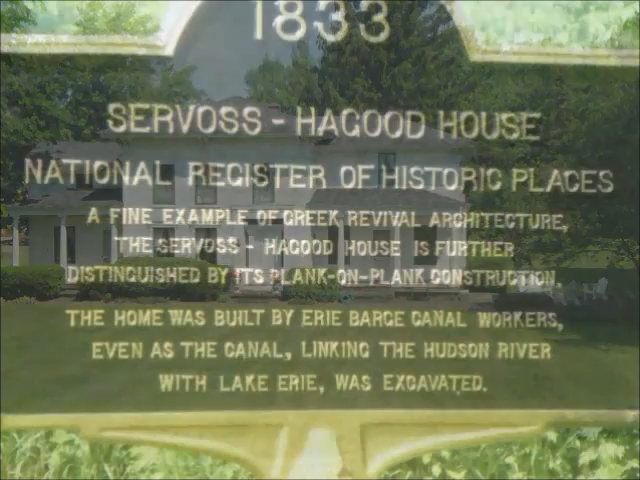 1833
SERVOSS - HAGOOD HOUSE
NATIONAL REGISTER OF HISTORIC PLACES
A FINE EXAMPLE OF GREEK REVIVAL ARCHITECTURE,
THE SERVOSS - HAGOOD HOUSE IS FURTHER
DISTINGUISHED BY ITS PLANK-ON-PLANK CONSTRUCTION
THE HOME WAS BUILT BY ERIE BARGE CANAL WORKERS,
EVEN AS THE CANAL, LINKING THE HUDSON RIVER
WITH LAKE ERIE, WAS EXCAVATED.